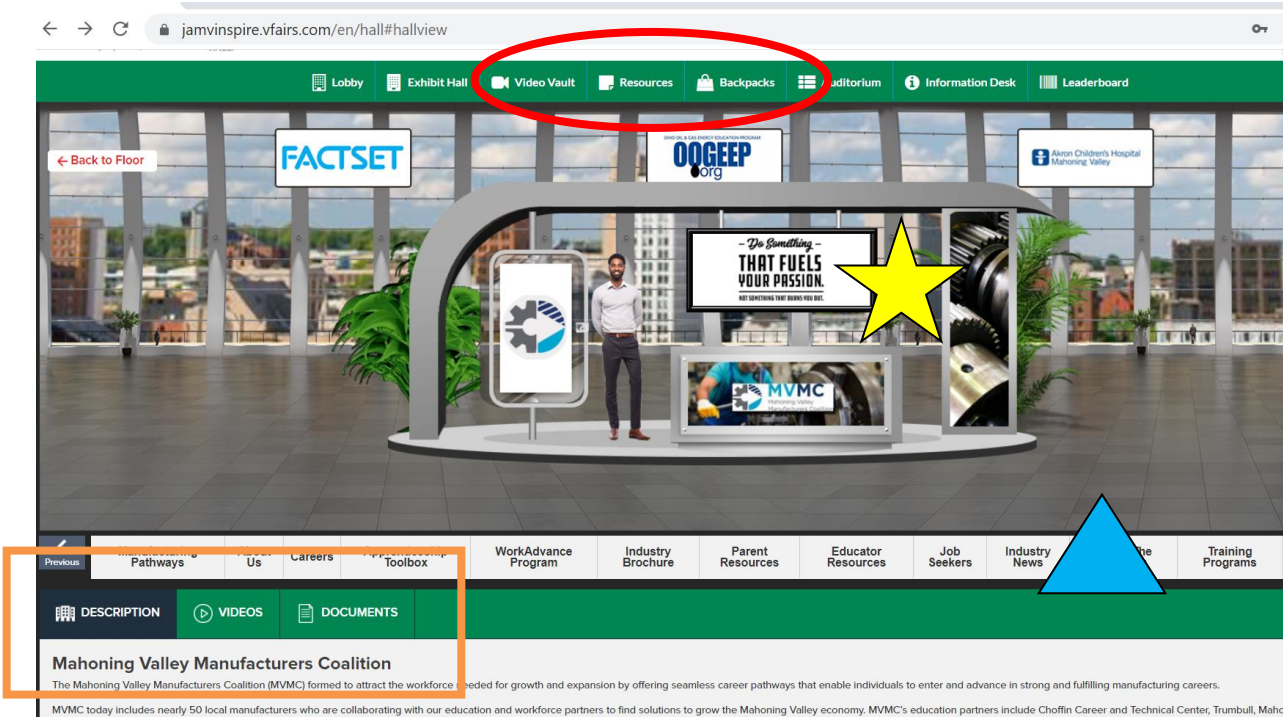 jamvinspire.vfairs.com/en/hall#hallview
Lobby Exhibit Hall Video Vault Resources Backpacks Auditorium Information Desk Leaderboard
← Back to Floor
FACTSET
OHIO OIL & GAS ENERGY EDUCATION PROGRAM
OOGEEP
org
Akron Children's Hospital
Mahoning Valley
- Do Something -
THAT FUELS
YOUR PASSION.
NOT SOMETHING THAT BURNS YOU OUT.
MVMC
Mahoning Valley
Manufacturers Coalition
Previous
Manufacturing
Pathways
About
Us
Careers
Apprenticeship
Toolbox
WorkAdvance
Program
Industry
Brochure
Parent
Resources
Educator
Resources
Job
Seekers
Industry
News
The
Training
Programs
DESCRIPTION VIDEOS DOCUMENTS
Mahoning Valley Manufacturers Coalition
The Mahoning Valley Manufacturers Coalition (MVMC) formed to attract the workforce needed for growth and expansion by offering seamless career pathways that enable individuals to enter and advance in strong and fulfilling manufacturing careers.
MVMC today includes nearly 50 local manufacturers who are collaborating with our education and workforce partners to find solutions to grow the Mahoning Valley economy. MVMC's education partners include Choffin Career and Technical Center, Trumbull, Maho